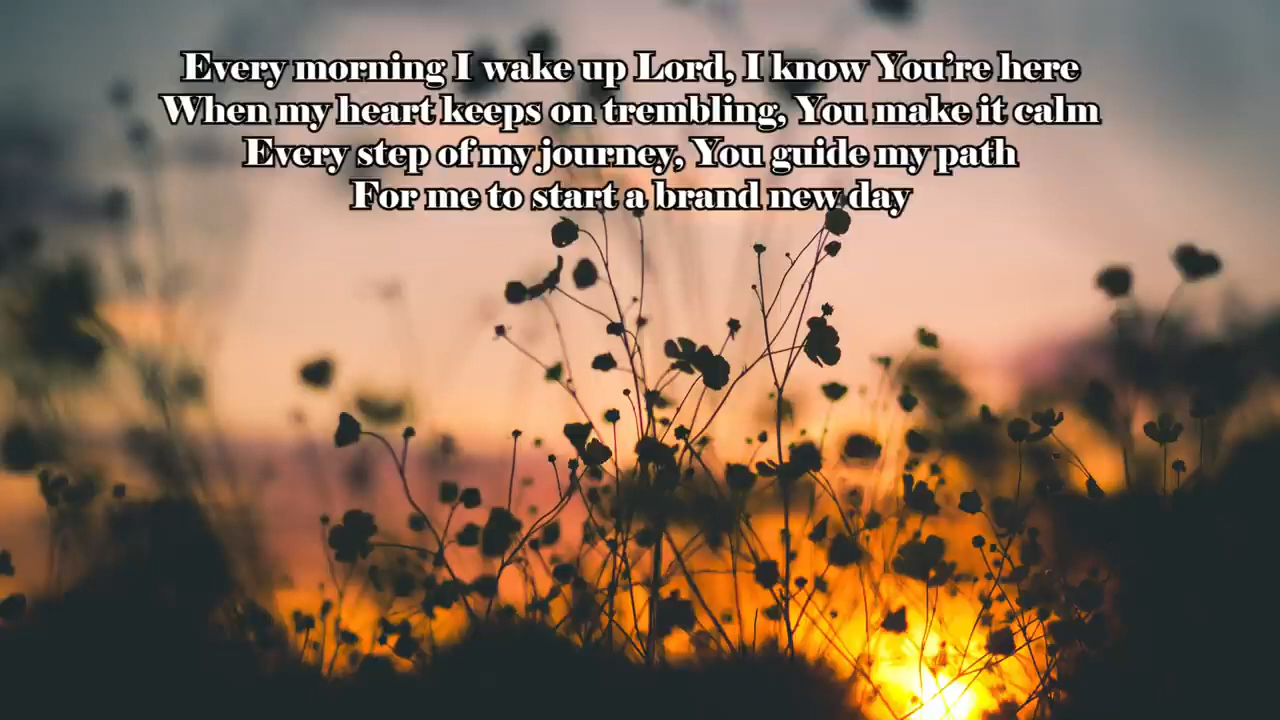 Every morning I wake up Lord, I know You're here
When my heart keeps on trembling, You make it calm
Every step of my journey, You guide my path
For me to start a brand new day